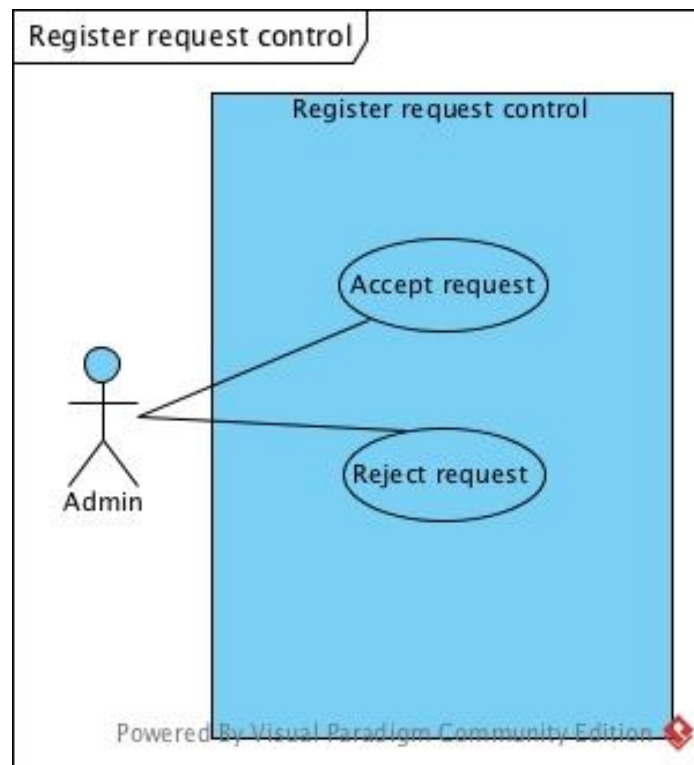 Register request control
Register request control
Accept request
Reject request
Admin
Powered By Visual Paradigm Community Edition